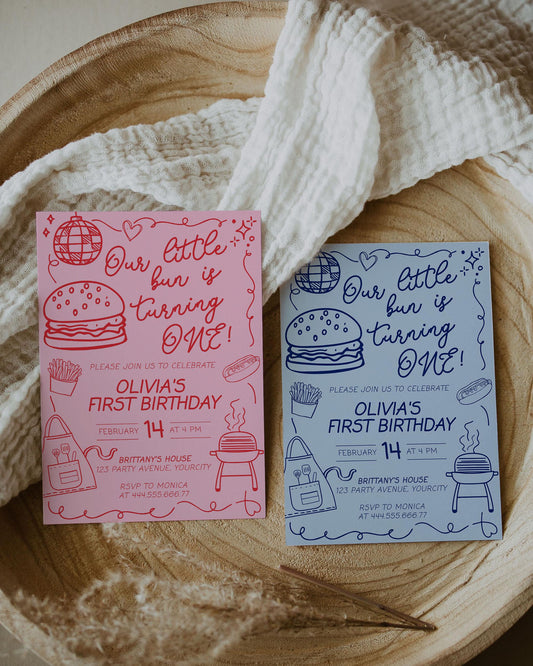 Our little
bun is
turning
ONE!
PLEASE JOIN US TO CELEBRATE
OLIVIA'S
FIRST BIRTHDAY
FEBRUARY 14 AT 4 PM
BRITTANY'S HOUSE
123 PARTY AVENUE, YOURCITY
RSVP TO MONICA
AT 444.555.666.77
Our little
bun is
turning
ONE!
PLEASE JOIN US TO CELEBRATE
OLIVIA'S
FIRST BIRTHDAY
FEBRUARY 14 AT 4 PM
BRITTANY'S HOUSE
123 PARTY AVENUE, YOURCITY
RSVP TO MONICA
AT 444.555.666.77